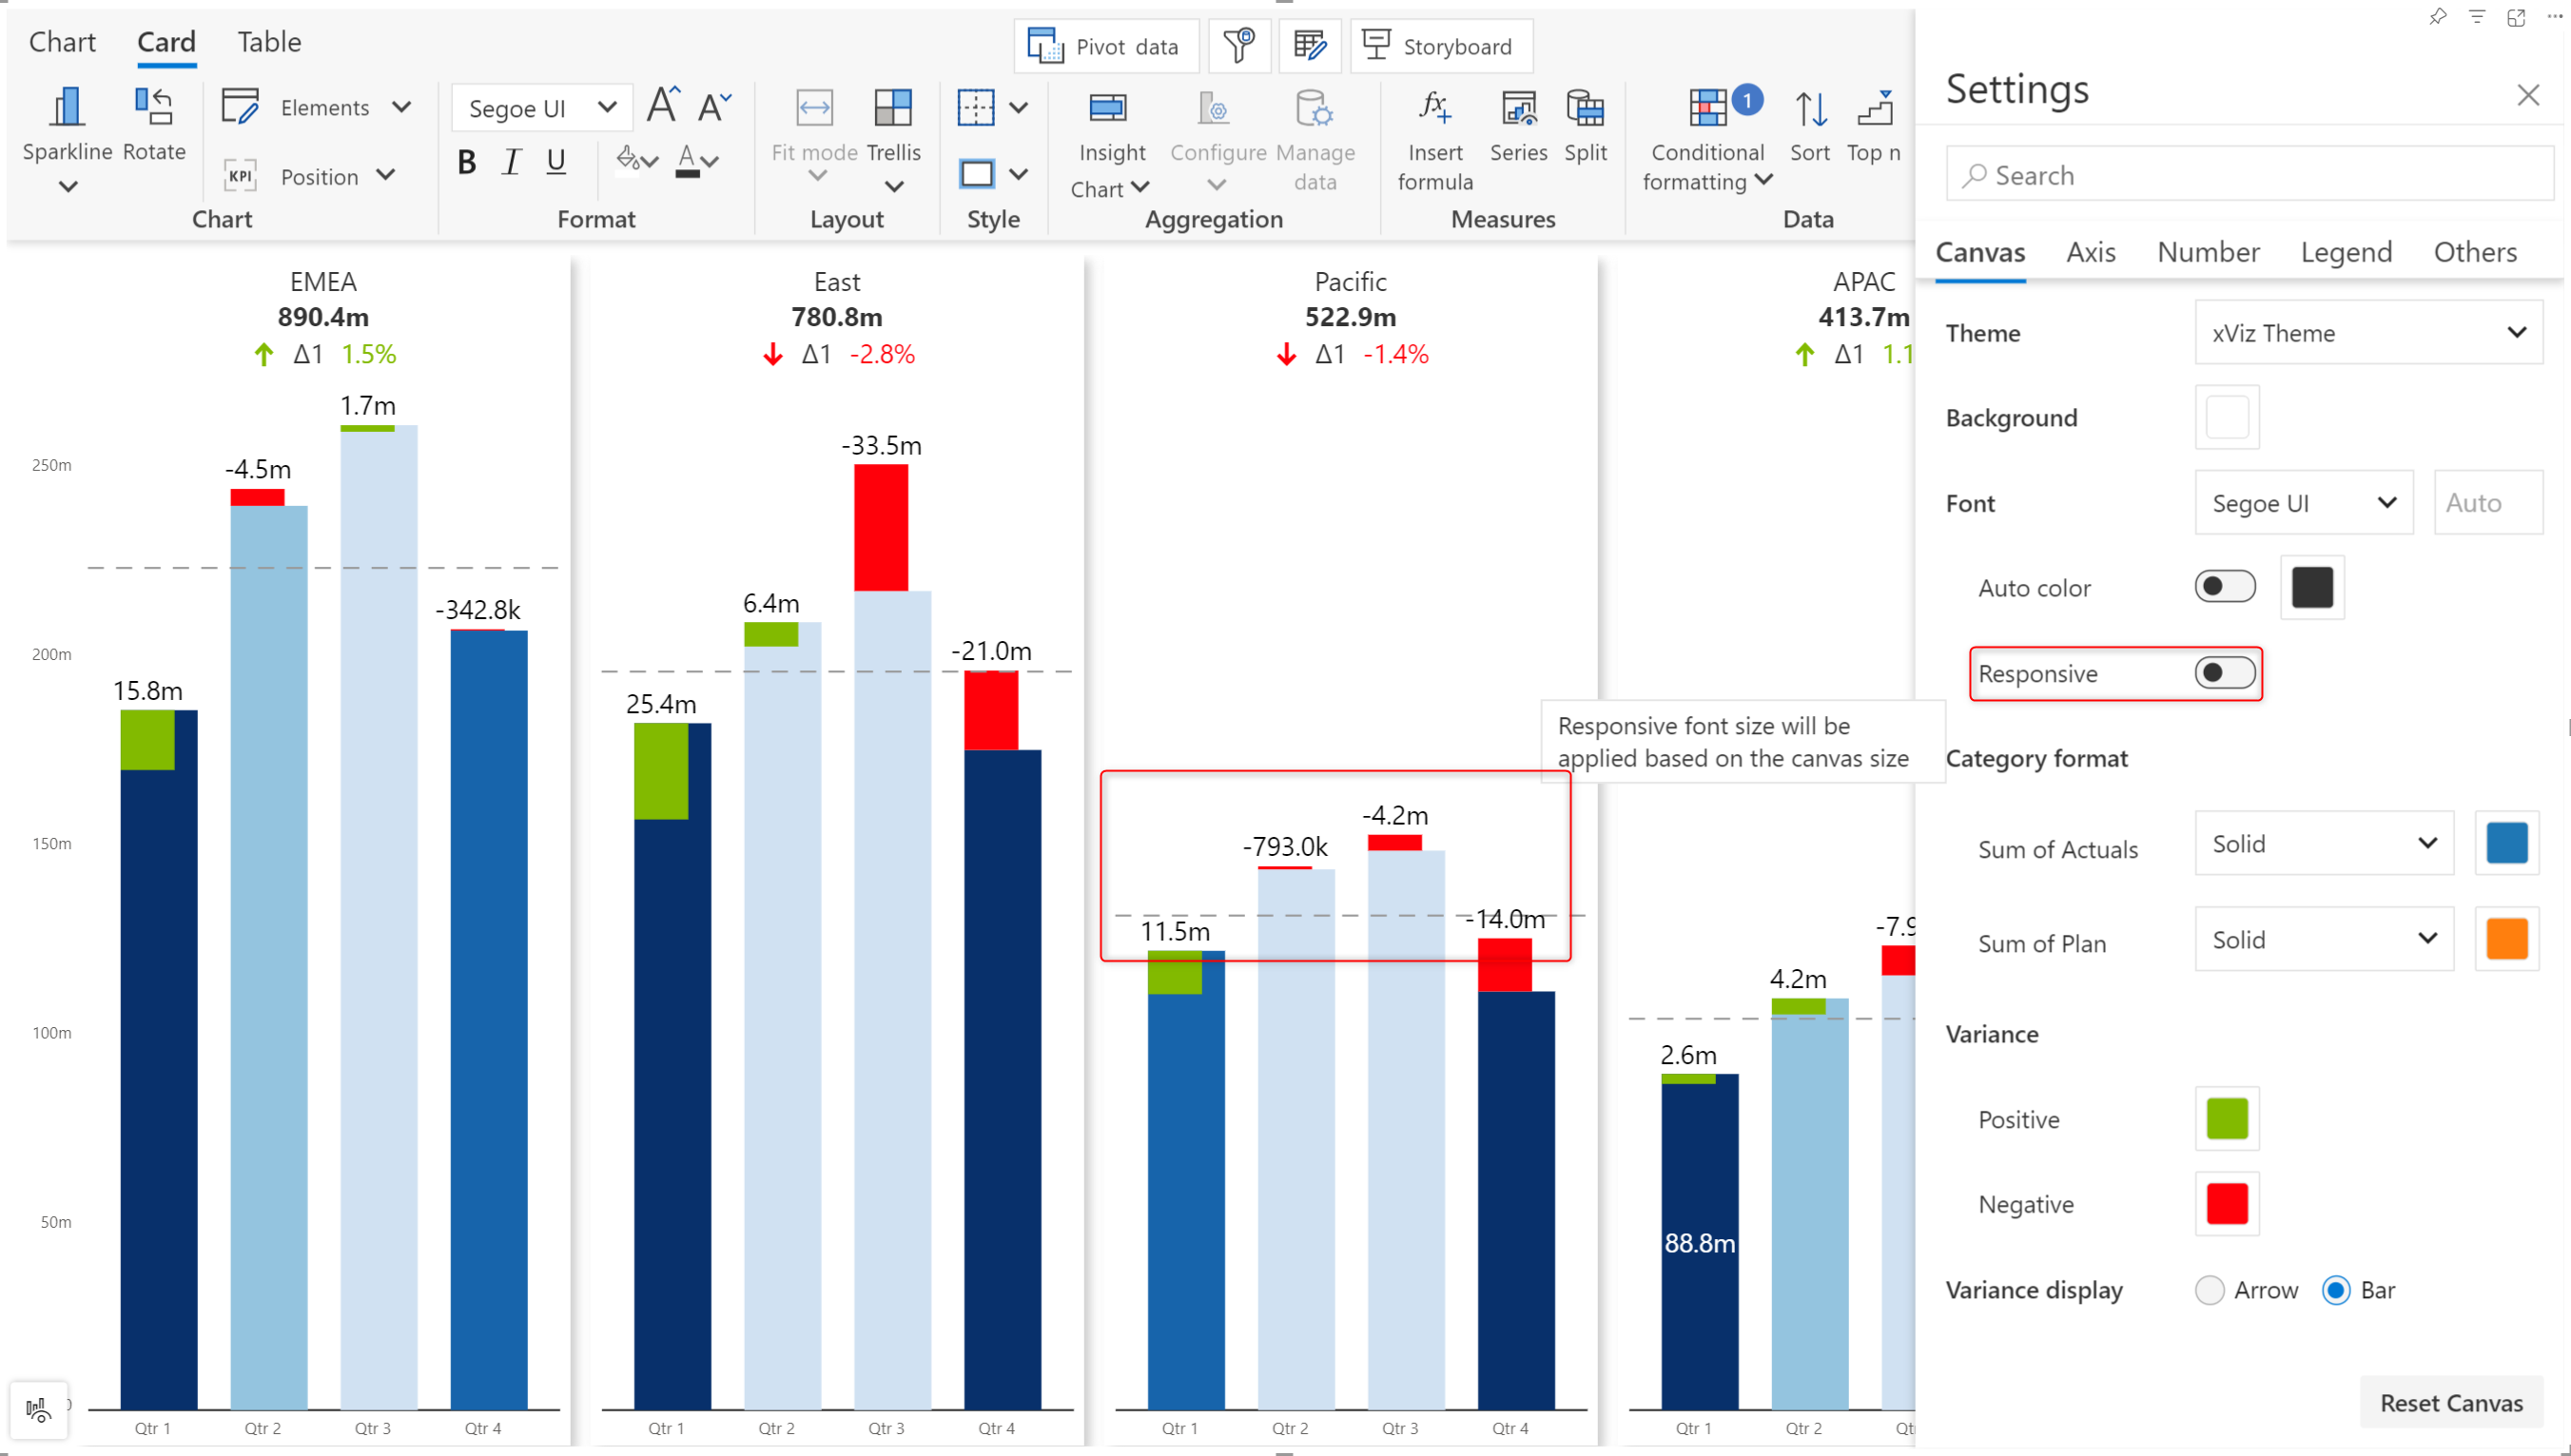 Chart Card Table
Pivot data
Storyboard
Sparkline Rotate
Elements
KPI Position
Chart
Segoe UI
A A
B I U
A
Format
Fit mode Trellis
Layout
Style
Insight
Chart
Configure Manage
data
Aggregation
fx
Insert
formula
Series Split
Measures
1
Conditional
formatting
Sort Top n
Data
EMEA
890.4m
Δ1 1.5%
1.7m
-4.5m
-342.8k
15.8m
250m
200m
150m
100m
50m
0
Qtr 1 Qtr 2 Qtr 3 Qtr 4
East
780.8m
Δ1 -2.8%
-33.5m
6.4m
-21.0m
25.4m
Qtr 1 Qtr 2 Qtr 3 Qtr 4
Pacific
522.9m
Δ1 -1.4%
-4.2m
-793.0k
-14.0m
11.5m
Qtr 1 Qtr 2 Qtr 3 Qtr 4
APAC
413.7m
Δ1 1.1
-7.9
4.2m
2.6m
88.8m
Qtr 1 Qtr 2 Qt
Responsive font size will be
applied based on the canvas size
Settings
Search
Canvas Axis Number Legend Others
Theme xViz Theme
Background
Font Segoe UI Auto
Auto color
Responsive
Category format
Sum of Actuals Solid
Sum of Plan Solid
Variance
Positive
Negative
Variance display Arrow Bar
Reset Canvas